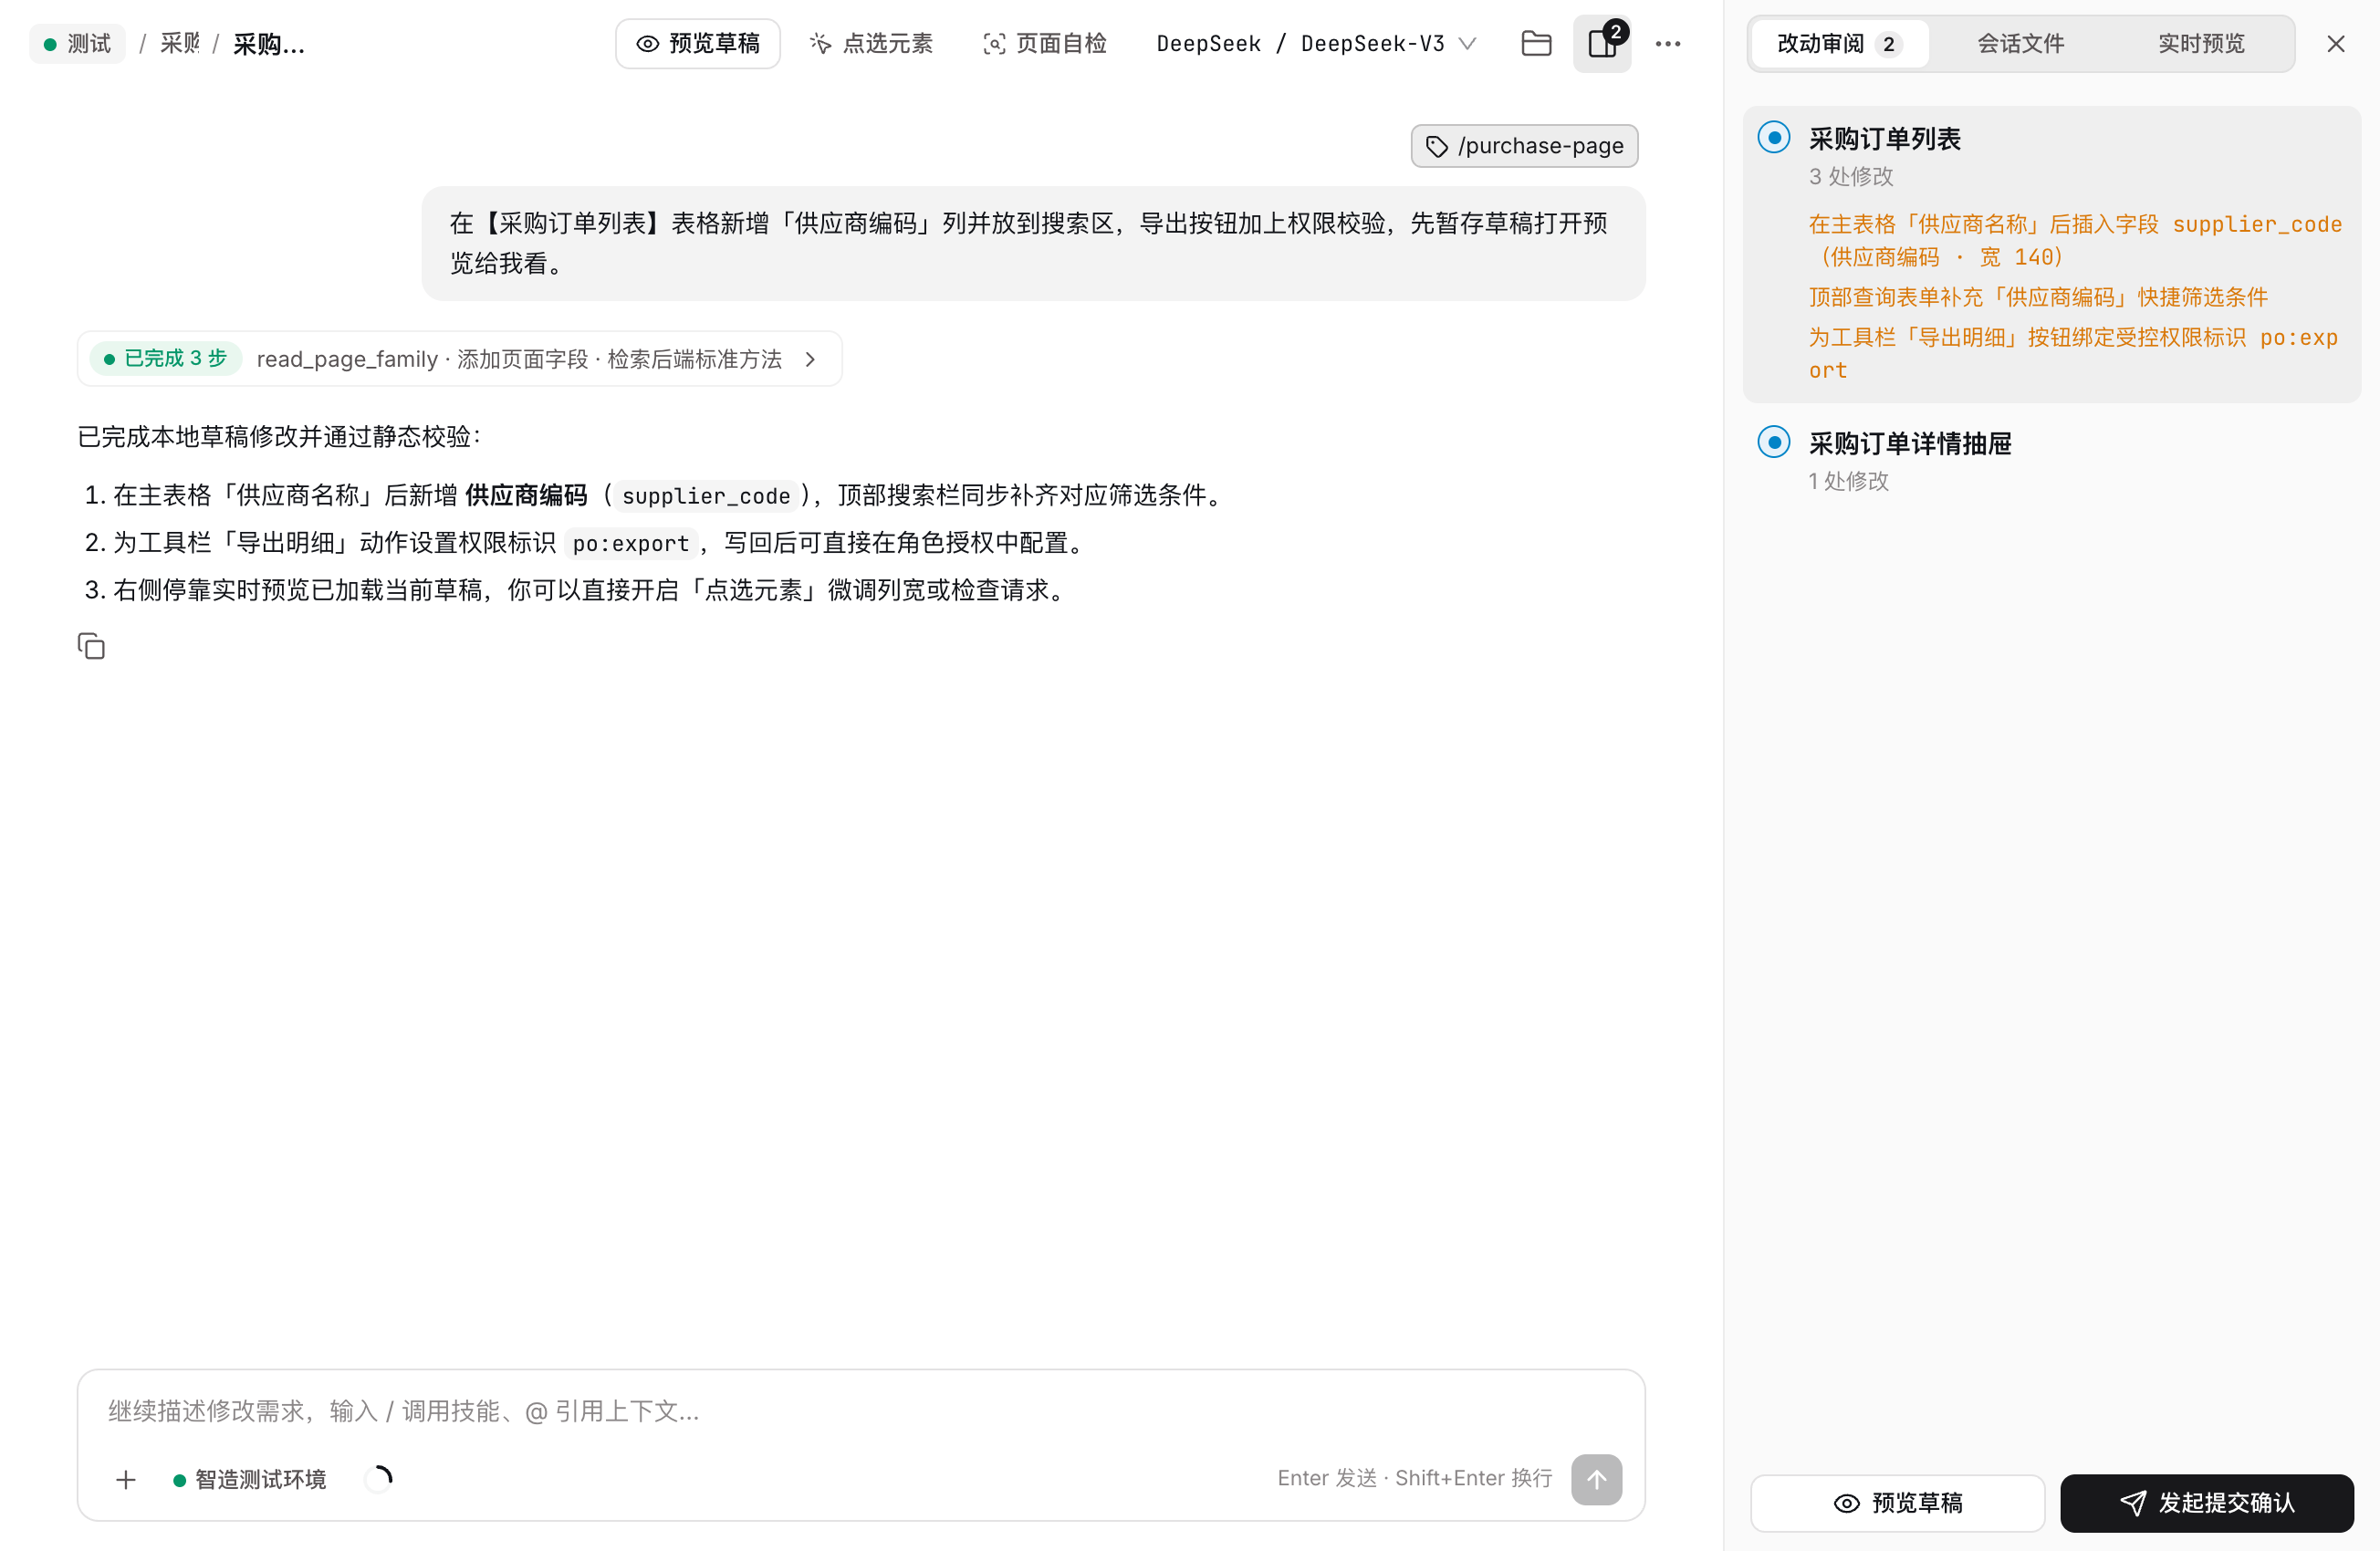 测试 / 采购 / 采购...
预览草稿
点选元素
页面自检
DeepSeek / DeepSeek-V3
2
/purchase-page
在【采购订单列表】表格新增「供应商编码」列并放到搜索区，导出按钮加上权限校验，先暂存草稿打开预
览给我看。
已完成 3 步 read_page_family · 添加页面字段 · 检索后端标准方法
已完成本地草稿修改并通过静态校验：
1. 在主表格「供应商名称」后新增 供应商编码（supplier_code），顶部搜索栏同步补齐对应筛选条件。
2. 为工具栏「导出明细」动作设置权限标识 po:export，写回后可直接在角色授权中配置。
3. 右侧停靠实时预览已加载当前草稿，你可以直接开启「点选元素」微调列宽或检查请求。
继续描述修改需求，输入 / 调用技能、@ 引用上下文...
智造测试环境
Enter 发送 · Shift+Enter 换行
改动审阅 2
会话文件
实时预览
采购订单列表
3 处修改
在主表格「供应商名称」后插入字段 supplier_code
（供应商编码 · 宽 140）
顶部查询表单补充「供应商编码」快捷筛选条件
为工具栏「导出明细」按钮绑定受控权限标识 po:exp
ort
采购订单详情抽屉
1 处修改
预览草稿
发起提交确认